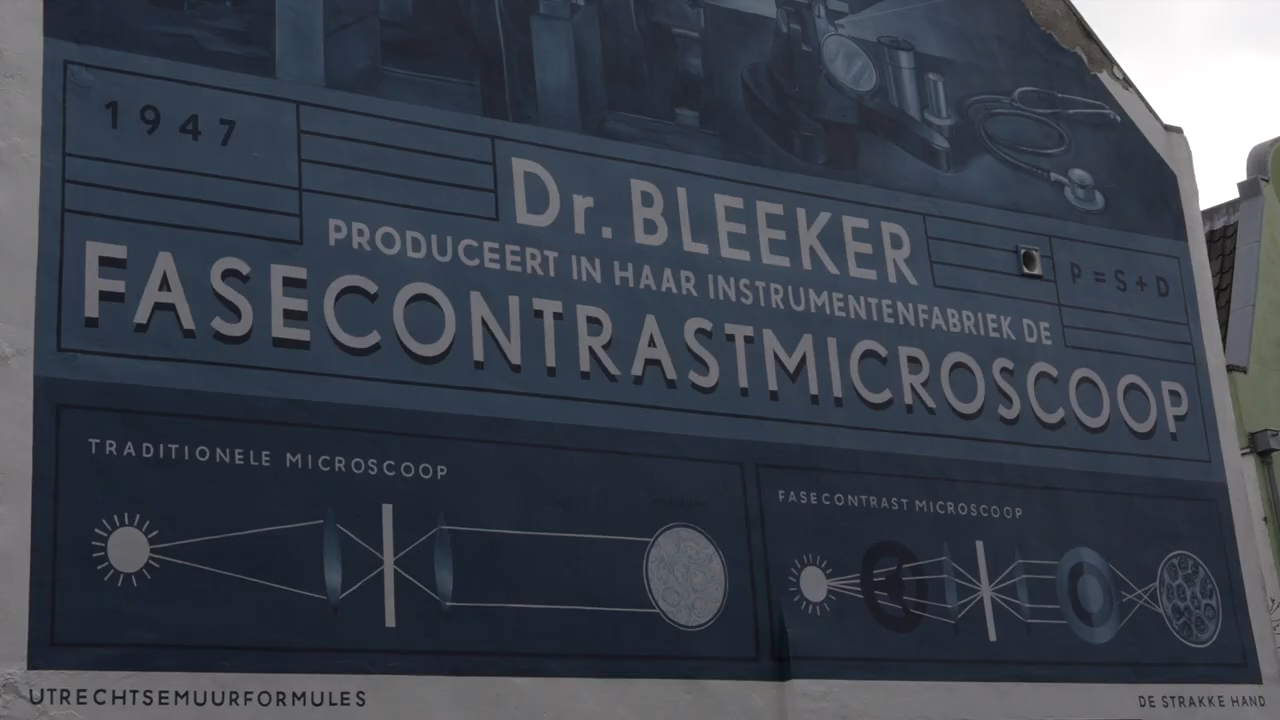 1947
Dr. BLEEKER
P = S + D
PRODUCEERT IN HAAR INSTRUMENTENFABRIEK DE
FASECONTRASTMICROSCOOP
TRADITIONELE MICROSCOOP
FASECONTRAST MICROSCOOP
UTRECHTSEMUURFORMULES
DE STRAKKE HAND